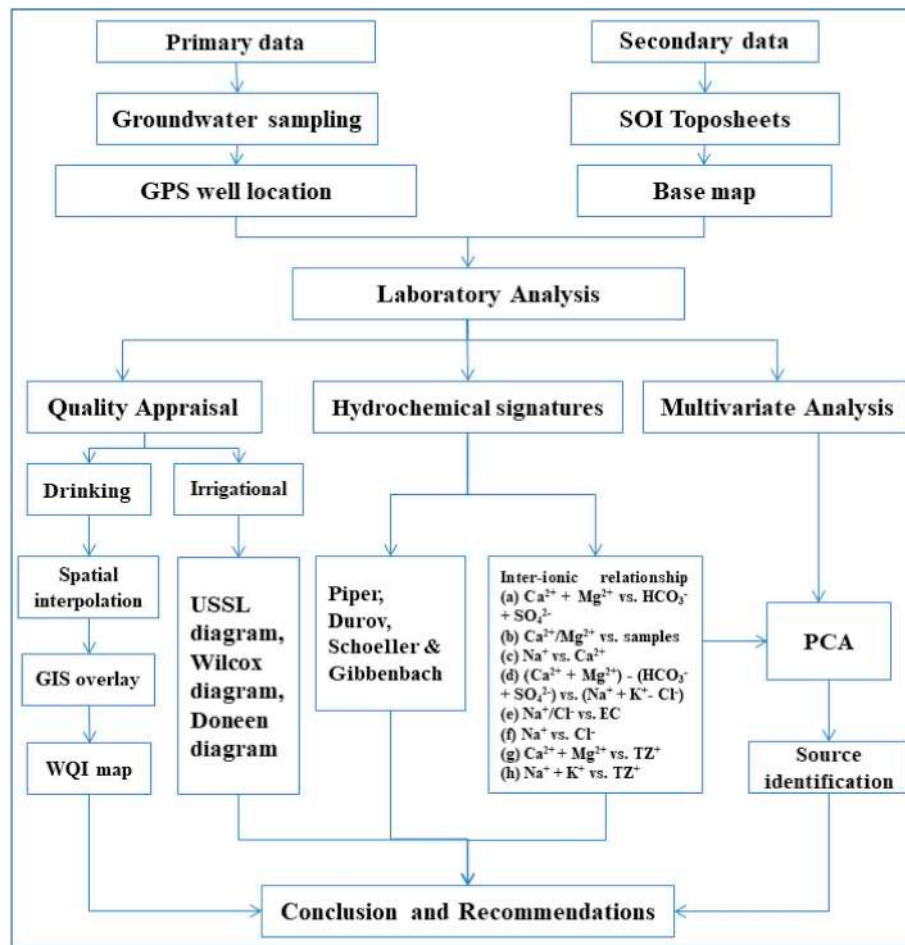 Primary data
Secondary data
Groundwater sampling
SOI Toposheets
GPS well location
Base map
Laboratory Analysis
Quality Appraisal
Hydrochemical signatures
Multivariate Analysis
Drinking
Irrigational
Spatial
interpolation
GIS overlay
WQI map
USSL
diagram,
Wilcox
diagram,
Doneen
diagram
Piper,
Durov,
Schoeller &
Gibbenbach
Inter-ionic relationship
(a) Ca²⁺ + Mg²⁺ vs. HCO₃⁻
+ SO₄²⁻
(b) Ca²⁺/Mg²⁺ vs. samples
(c) Na⁺ vs. Ca²⁺
(d) (Ca²⁺ + Mg²⁺) - (HCO₃⁻
+ SO₄²⁻) vs. (Na⁺ + K⁺- Cl⁻)
(e) Na⁺/Cl⁻ vs. EC
(f) Na⁺ vs. Cl⁻
(g) Ca²⁺ + Mg²⁺ vs. TZ⁺
(h) Na⁺ + K⁺ vs. TZ⁺
PCA
Source
identification
Conclusion and Recommendations